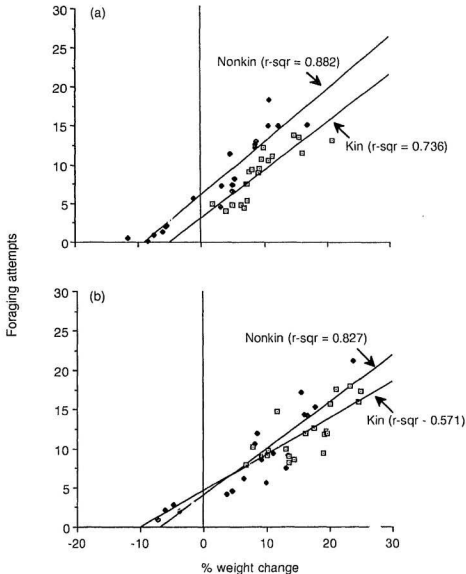 (a)
30
25
20
15
10
5
0
Nonkin (r-sqr = 0.882)
Kin (r-sqr = 0.736)
Foraging attempts
(b)
30
25
20
15
10
5
0
Nonkin (r-sqr = 0.827)
Kin (r-sqr - 0.571)
-20
-10
0
10
20
30
% weight change